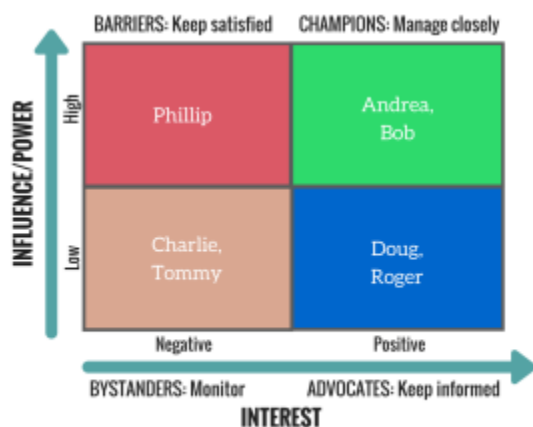 BARRIERS: Keep satisfied
CHAMPIONS: Manage closely
INFLUENCE/POWER
High
Phillip
Andrea,
Bob
Low
Charlie,
Tommy
Doug,
Roger
Negative
Positive
BYSTANDERS: Monitor
ADVOCATES: Keep informed
INTEREST